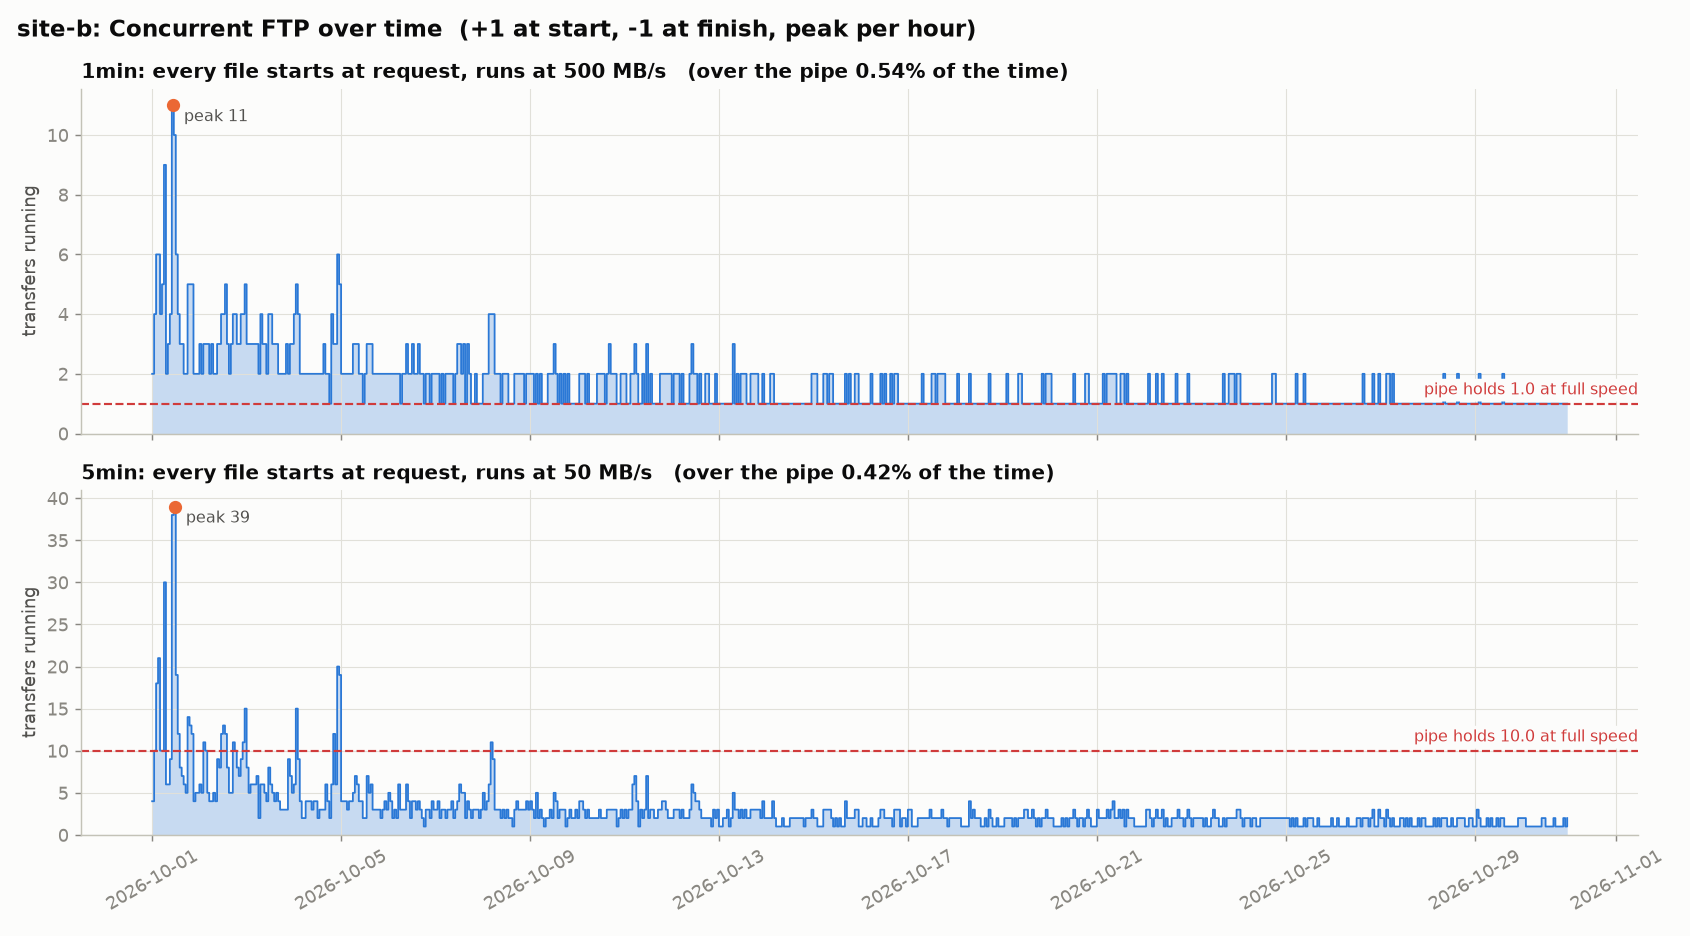 site-b: Concurrent FTP over time  (+1 at start, -1 at finish, peak per hour)
1min: every file starts at request, runs at 500 MB/s   (over the pipe 0.54% of the time)
peak 11
10
8
6
4
2
0
transfers running
pipe holds 1.0 at full speed
5min: every file starts at request, runs at 50 MB/s   (over the pipe 0.42% of the time)
peak 39
40
35
30
25
20
15
10
5
0
transfers running
pipe holds 10.0 at full speed
2026-10-01
2026-10-05
2026-10-09
2026-10-13
2026-10-17
2026-10-21
2026-10-25
2026-10-29
2026-11-01